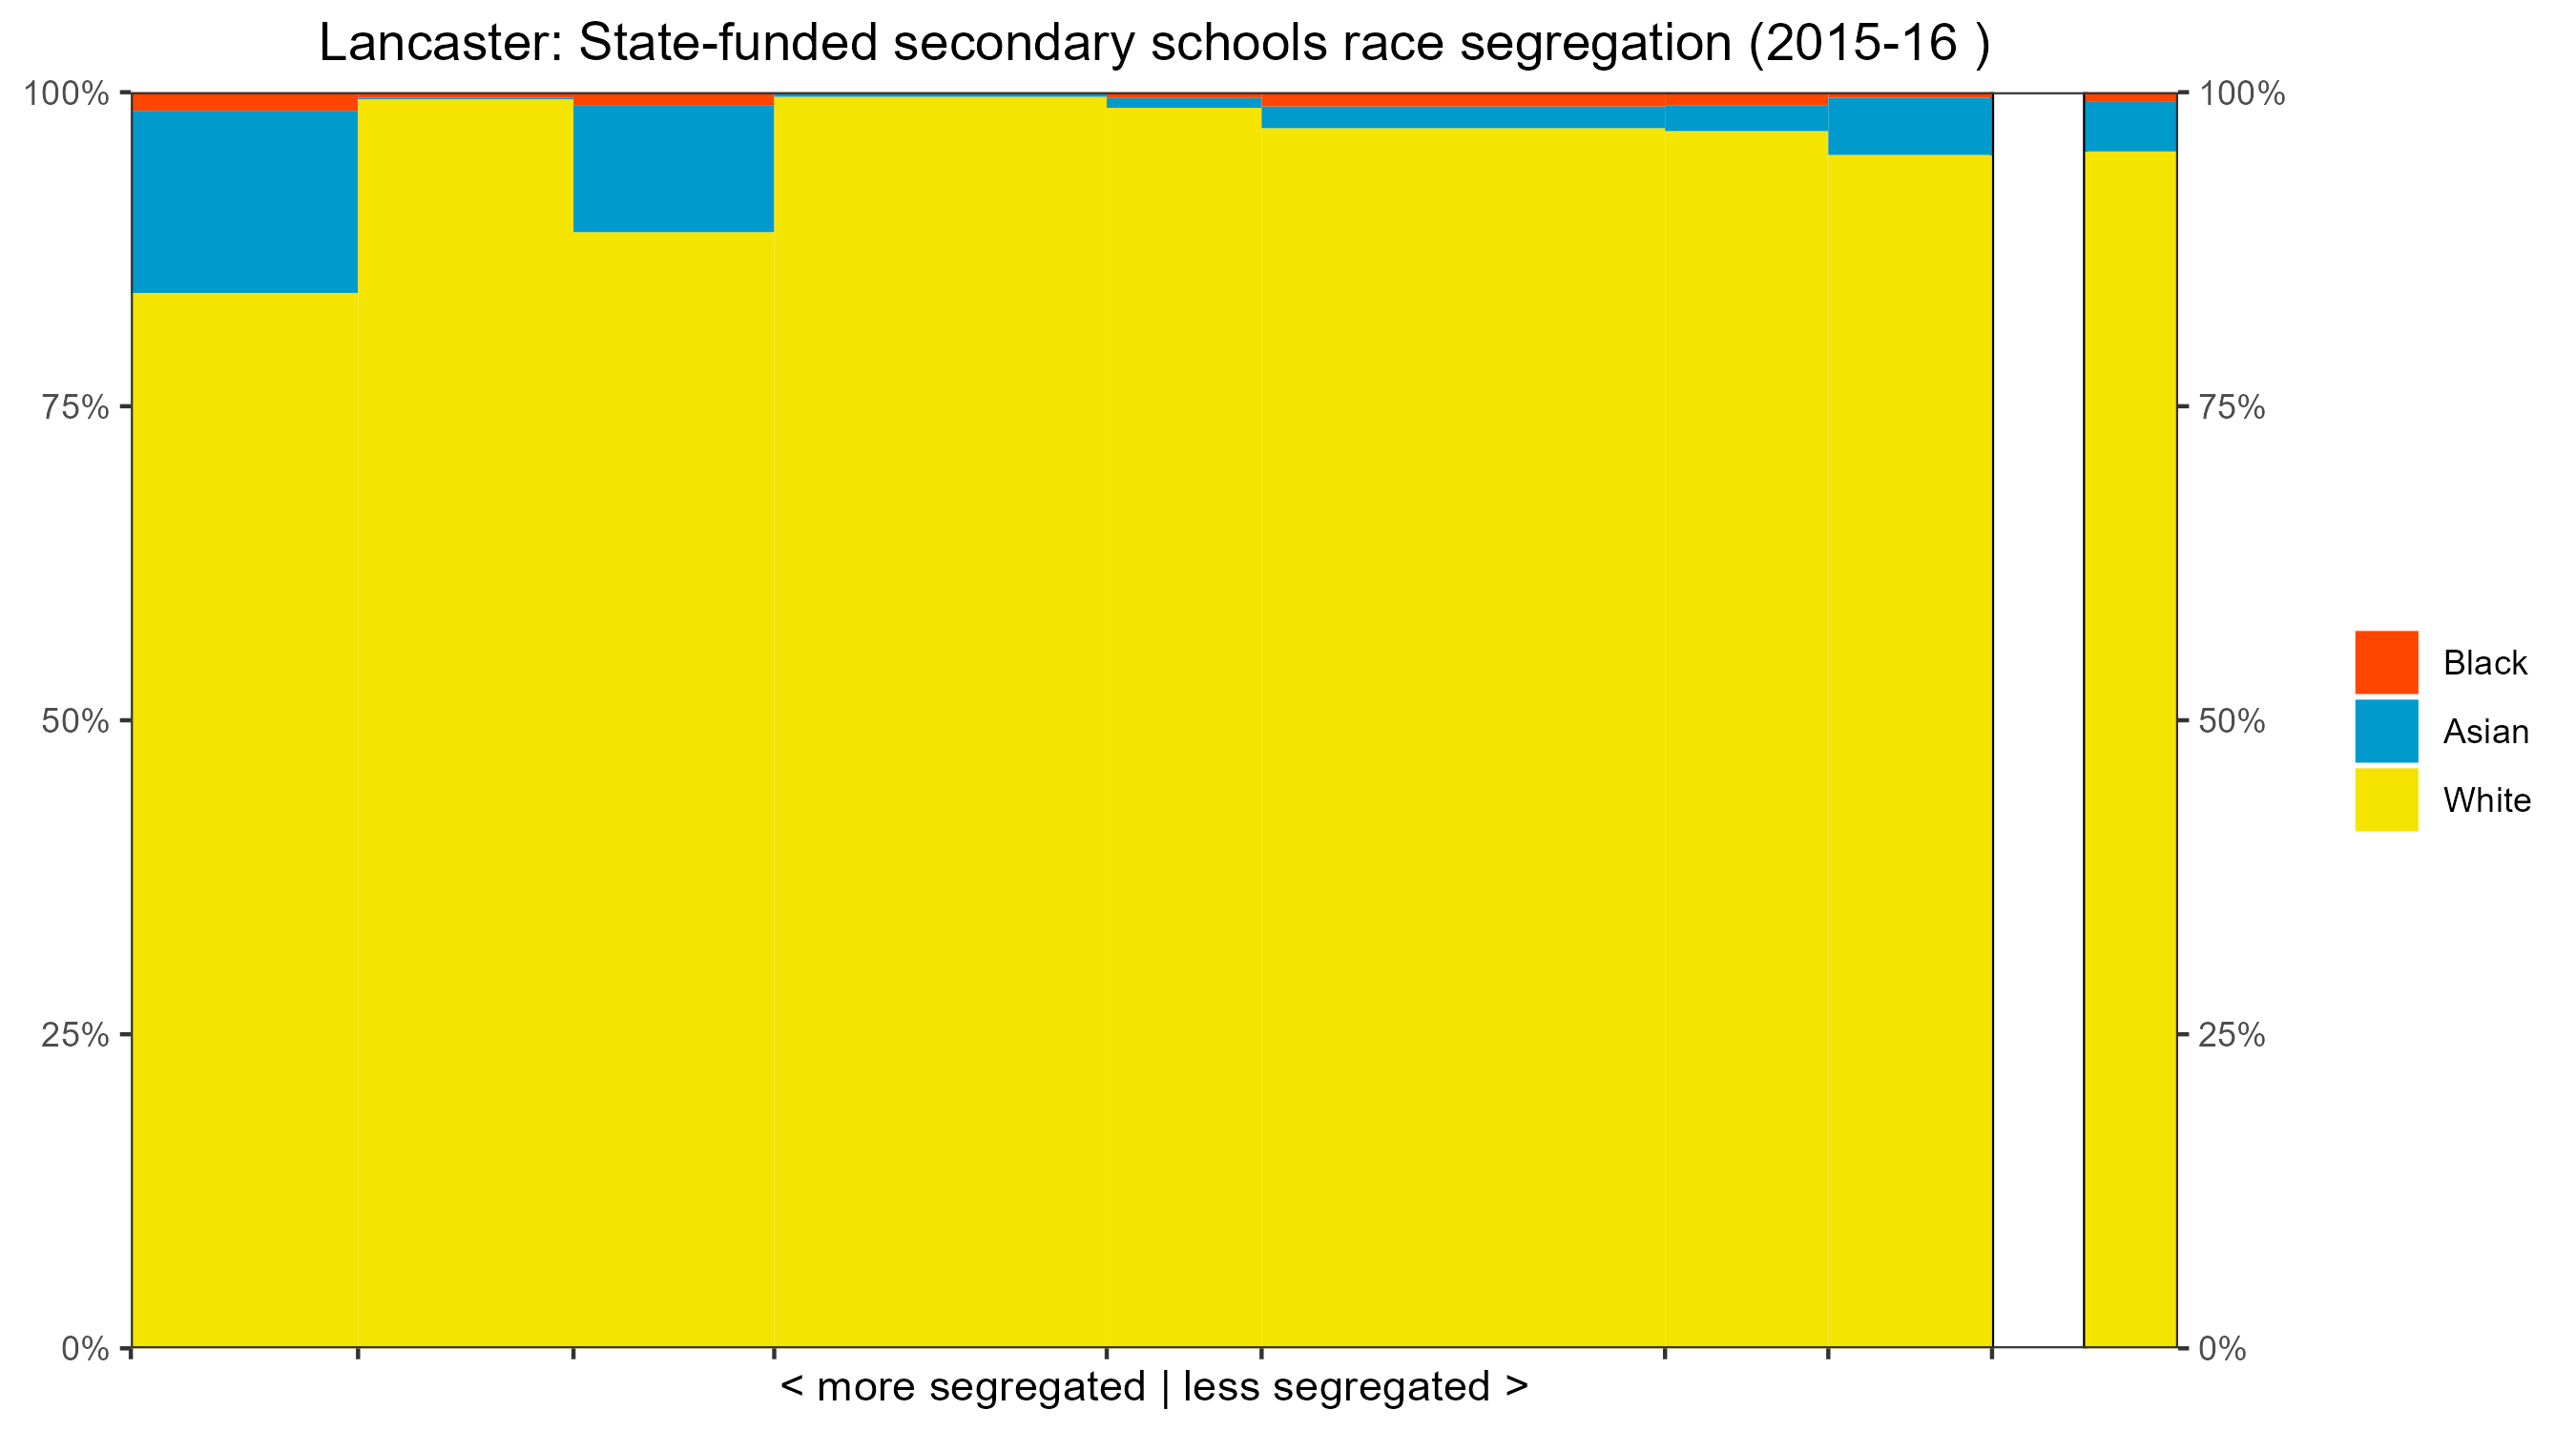 Lancaster: State-funded secondary schools race segregation (2015-16 )
100%
75%
50%
25%
0%
100%
75%
50%
25%
0%
Black
Asian
White
< more segregated | less segregated >